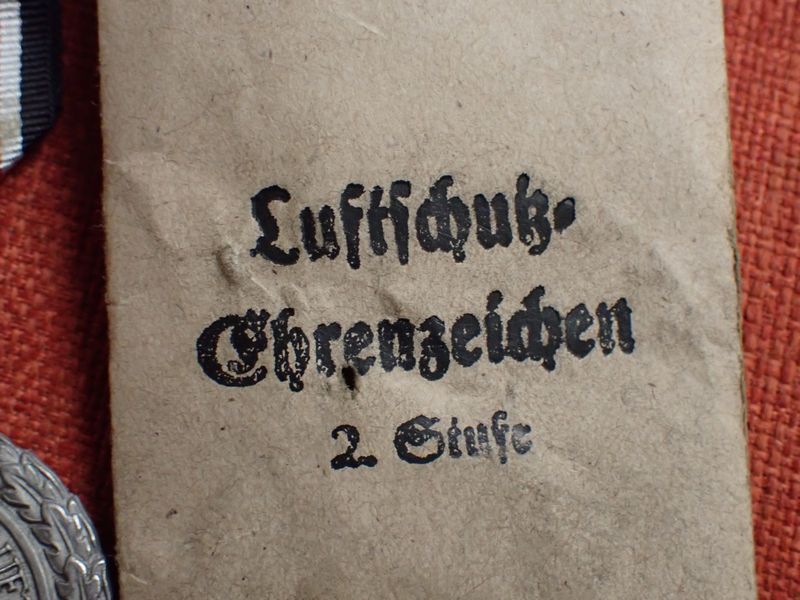 Luftschutz-
Ehrenzeichen
2. Stufe